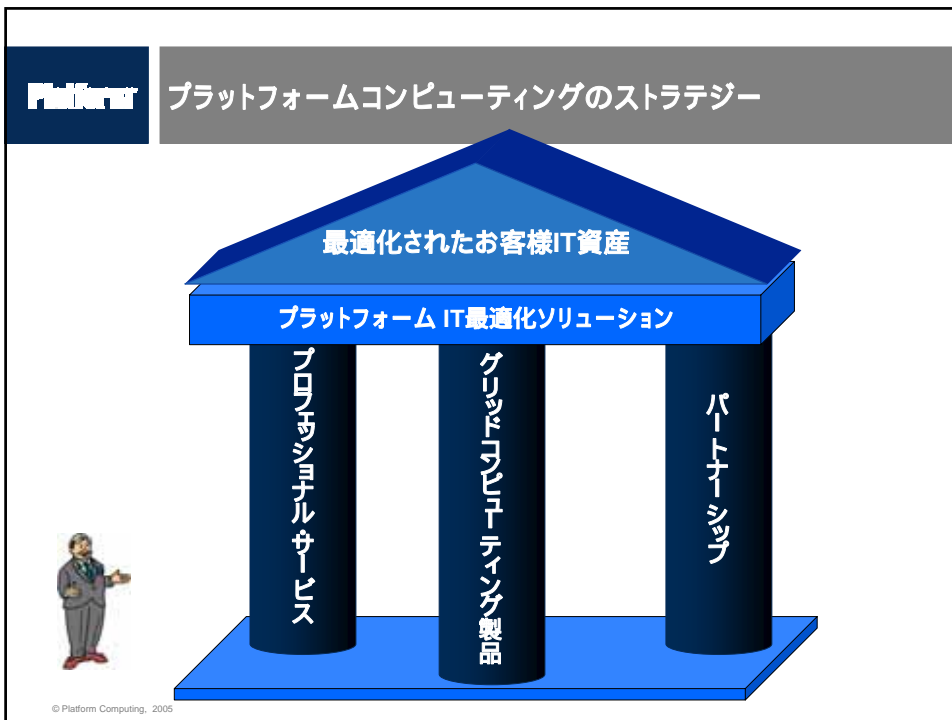 Platform
プラットフォームコンピューティングのストラテジー
最適化されたお客様IT資産
プラットフォーム IT最適化ソリューション
プロフェッショナル・サービス
グリッドコンピューティング製品
パートナーシップ
© Platform Computing, 2005